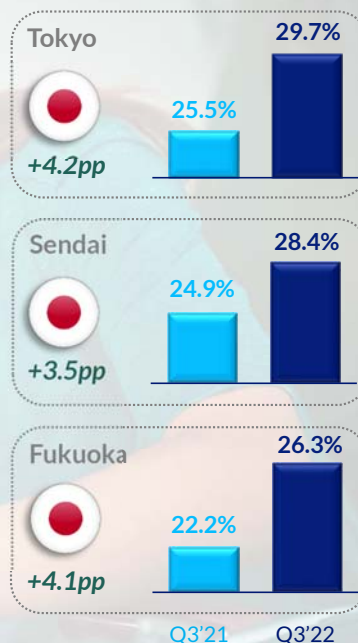 Tokyo
29.7%
25.5%
+4.2pp
Sendai
28.4%
24.9%
+3.5pp
Fukuoka
26.3%
22.2%
+4.1pp
Q3'21 Q3'22